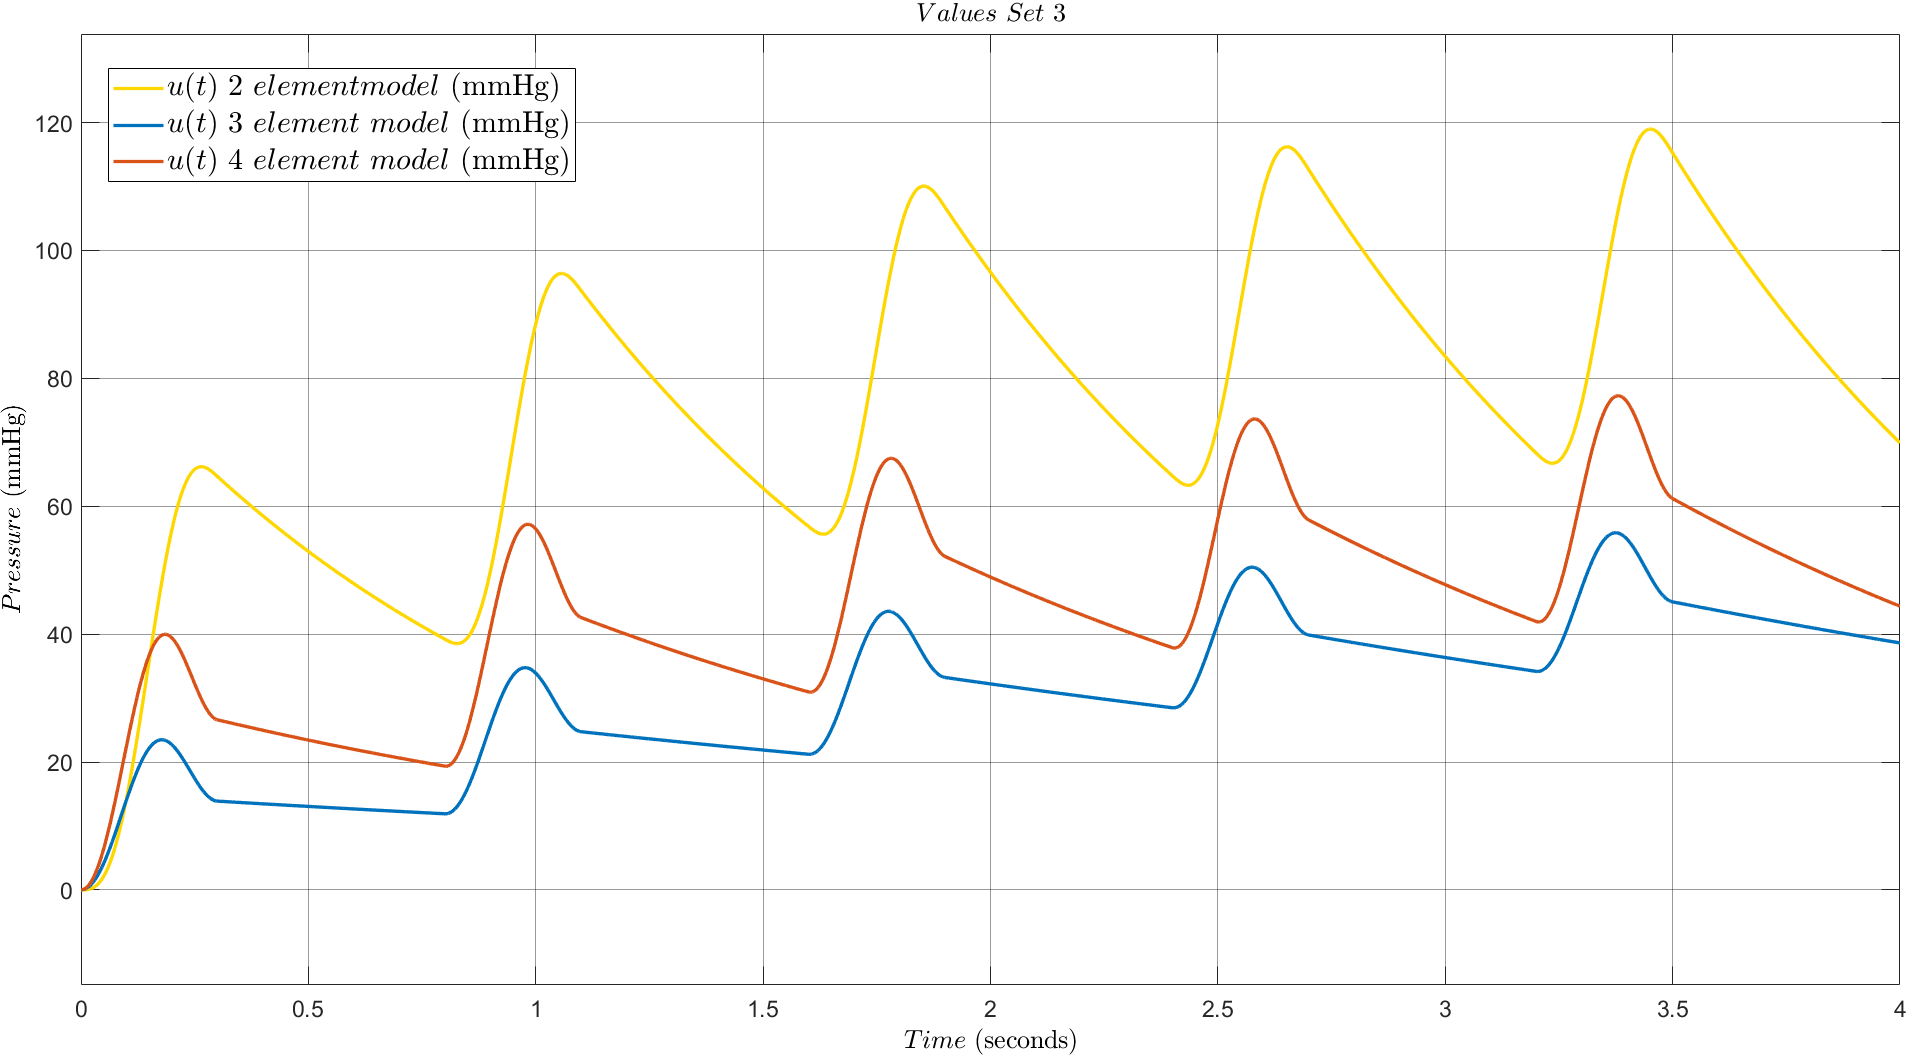 Values Set 3
u(t) 2 elementmodel (mmHg)
u(t) 3 element model (mmHg)
u(t) 4 element model (mmHg)
120
100
80
60
40
20
0
Pressure (mmHg)
0 0.5 1 1.5 2 2.5 3 3.5 4
Time (seconds)